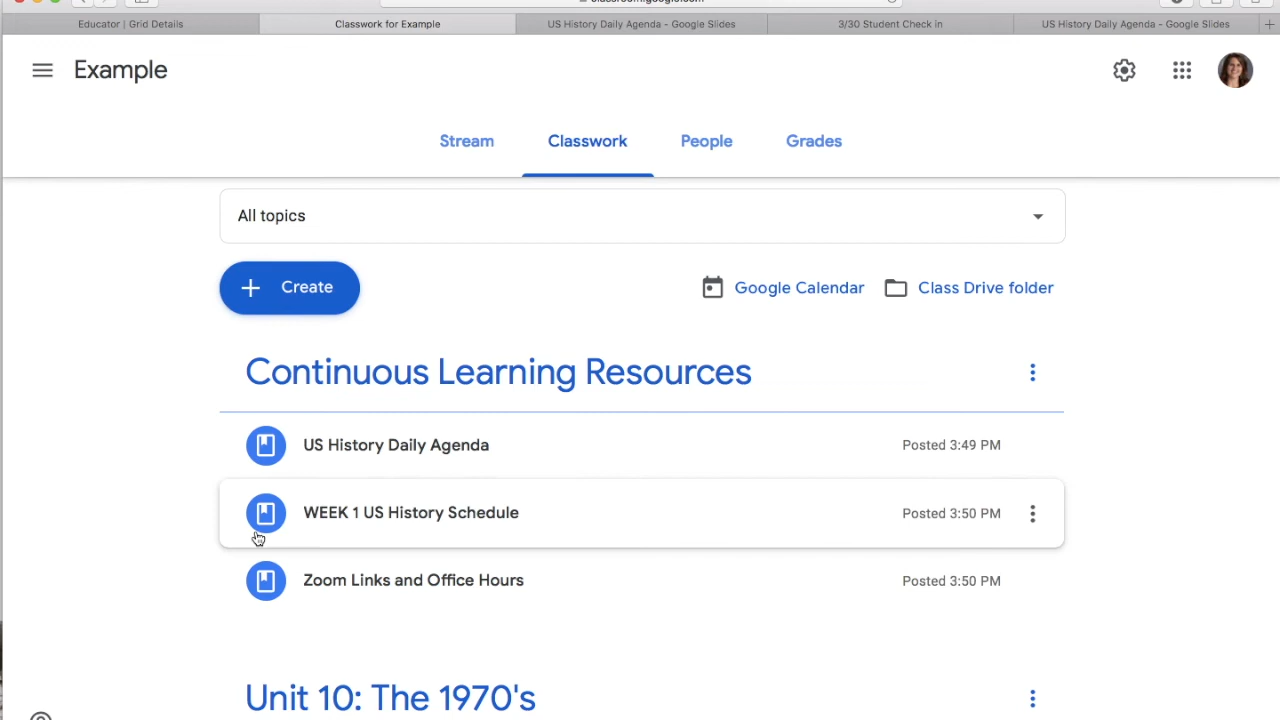 classroom.google.com
Educator | Grid Details
Classwork for Example
US History Daily Agenda - Google Slides
3/30 Student Check in
US History Daily Agenda - Google Slides
Example
Stream
Classwork
People
Grades
All topics
Create
Google Calendar
Class Drive folder
Continuous Learning Resources
US History Daily Agenda
Posted 3:49 PM
WEEK 1 US History Schedule
Posted 3:50 PM
Zoom Links and Office Hours
Posted 3:50 PM
Unit 10: The 1970's